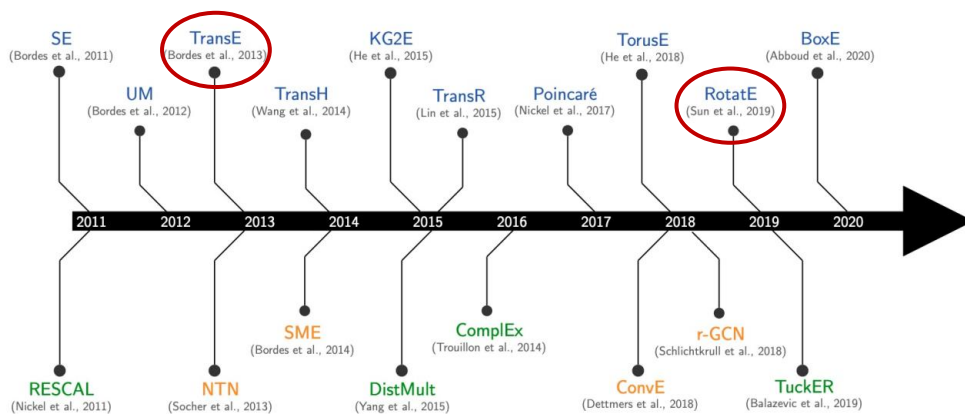 SE
(Bordes et al., 2011)
TransE
(Bordes et al., 2013)
KG2E
(He et al., 2015)
TorusE
(He et al., 2018)
BoxE
(Abboud et al., 2020)
UM
(Bordes et al., 2012)
TransH
(Wang et al., 2014)
TransR
(Lin et al., 2015)
Poincaré
(Nickel et al., 2017)
RotatE
(Sun et al., 2019)
2011 2012 2013 2014 2015 2016 2017 2018 2019 2020
SME
(Bordes et al., 2014)
ComplEx
(Trouillon et al., 2014)
r-GCN
(Schlichtkrull et al., 2018)
RESCAL
(Nickel et al., 2011)
NTN
(Socher et al., 2013)
DistMult
(Yang et al., 2015)
ConvE
(Dettmers et al., 2018)
TuckER
(Balazevic et al., 2019)